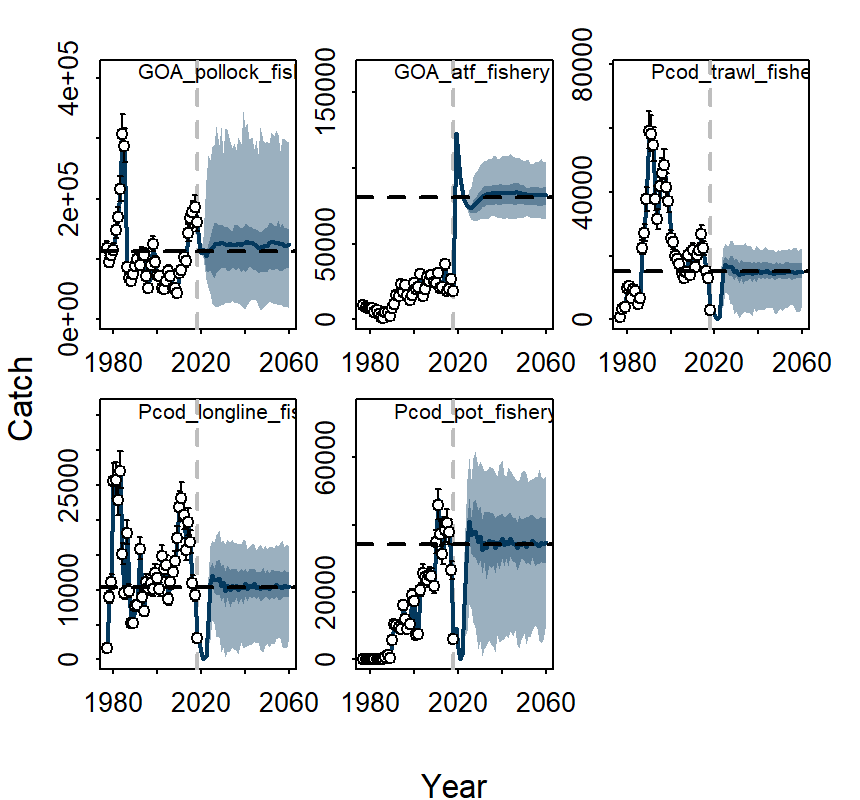 GOA_pollock_fis
GOA_atf_fishery
Pcod_trawl_fishe
0e+00 2e+05 4e+05
0 50000 150000
0 40000 80000
1980 2020 2060
1980 2020 2060
1980 2020 2060
Catch
Pcod_longline_fis
Pcod_pot_fishery
0 10000 25000
0 20000 60000
1980 2020 2060
1980 2020 2060
Year